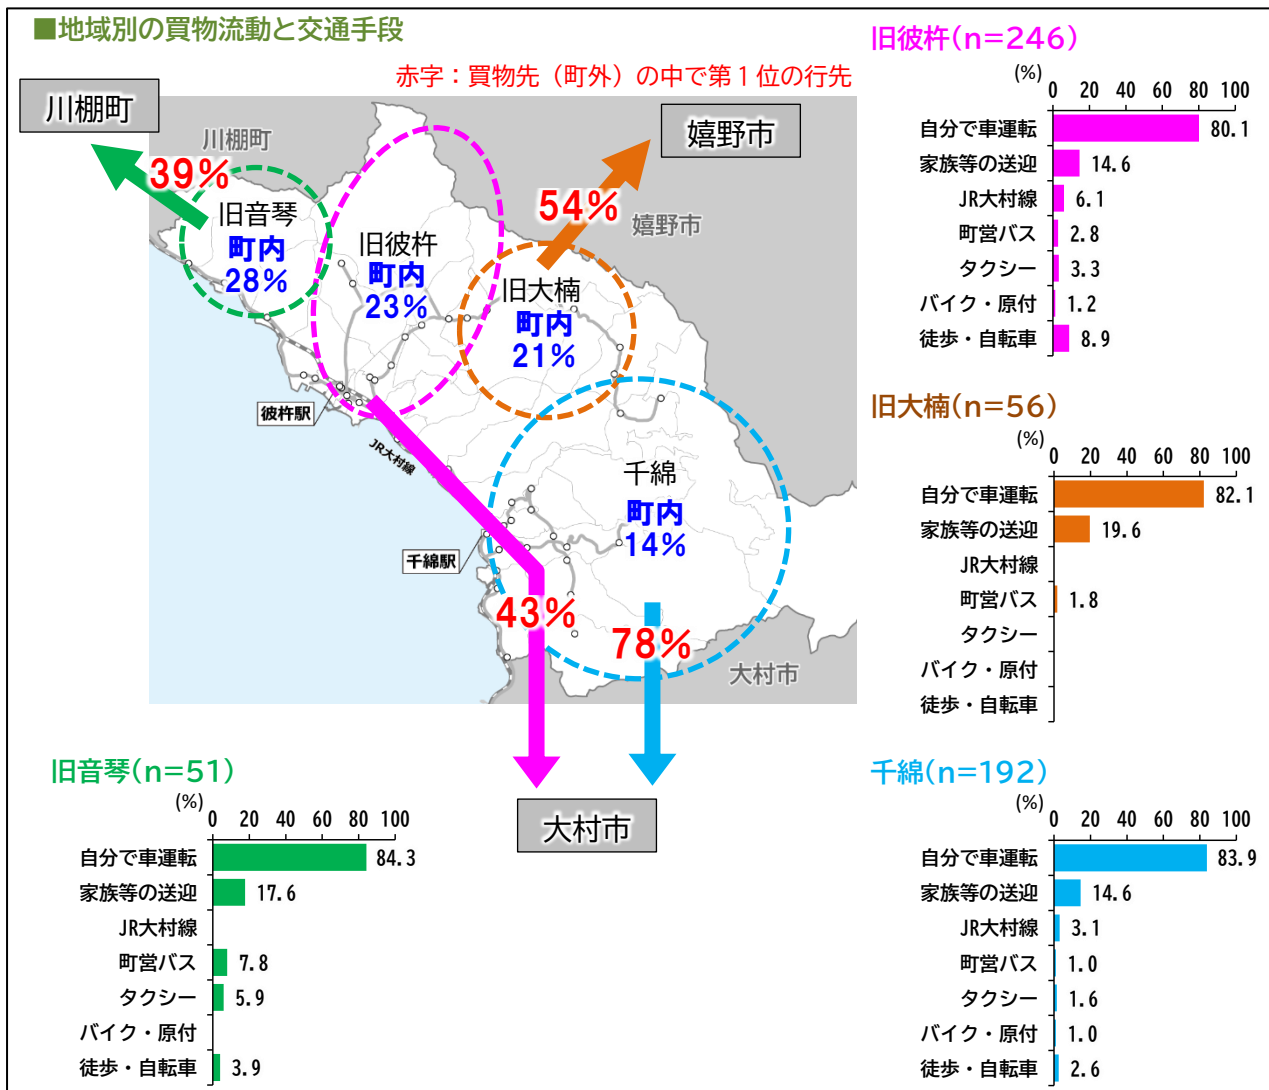 ■地域別の買物流動と交通手段
赤字：買物先（町外）の中で第１位の行先
川棚町
嬉野市
川棚町
嬉野市
39%
54%
旧音琴
町内
28%
旧彼杵
町内
23%
旧大楠
町内
21%
彼杵駅
JR大村線
千綿
町内
14%
千綿駅
43%
78%
大村市
大村市
旧彼杵(n=246)
(%)
0 20 40 60 80 100
自分で車運転 80.1
家族等の送迎 14.6
JR大村線 6.1
町営バス 2.8
タクシー 3.3
バイク・原付 1.2
徒歩・自転車 8.9
旧大楠(n=56)
(%)
0 20 40 60 80 100
自分で車運転 82.1
家族等の送迎 19.6
JR大村線
町営バス 1.8
タクシー
バイク・原付
徒歩・自転車
旧音琴(n=51)
(%)
0 20 40 60 80 100
自分で車運転 84.3
家族等の送迎 17.6
JR大村線
町営バス 7.8
タクシー 5.9
バイク・原付
徒歩・自転車 3.9
千綿(n=192)
(%)
0 20 40 60 80 100
自分で車運転 83.9
家族等の送迎 14.6
JR大村線 3.1
町営バス 1.0
タクシー 1.6
バイク・原付 1.0
徒歩・自転車 2.6